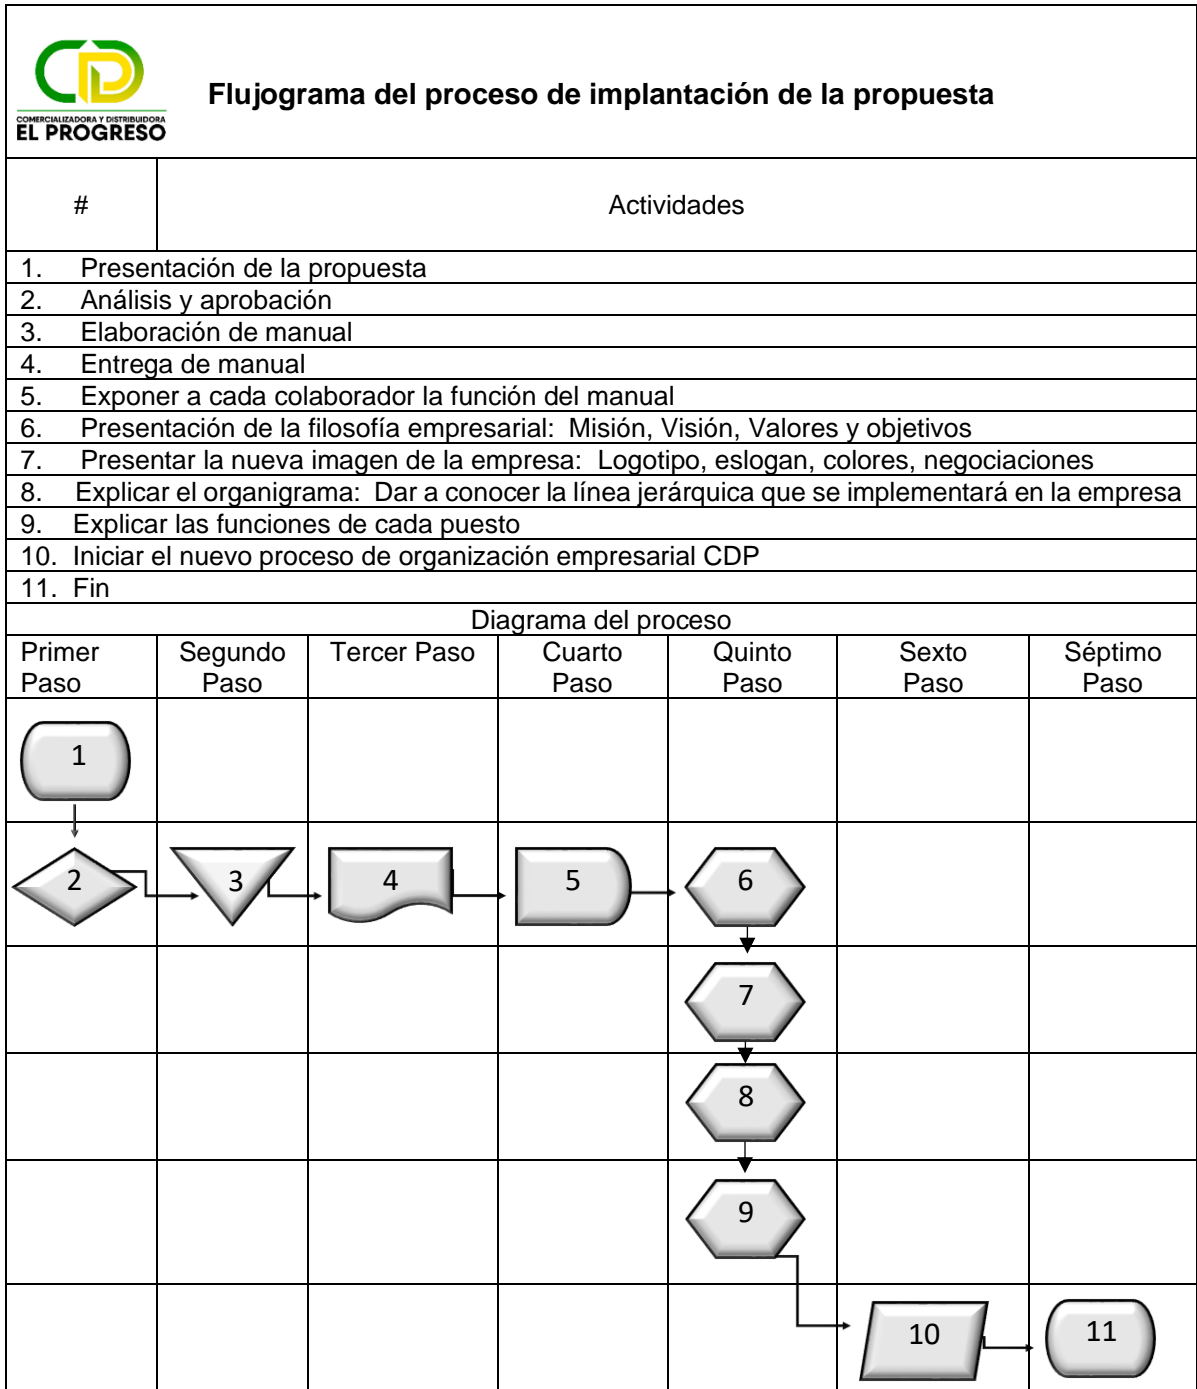 COMERCIALIZADORA Y DISTRIBUIDORA
EL PROGRESO
Flujograma del proceso de implantación de la propuesta
# Actividades
1. Presentación de la propuesta
2. Análisis y aprobación
3. Elaboración de manual
4. Entrega de manual
5. Exponer a cada colaborador la función del manual
6. Presentación de la filosofía empresarial: Misión, Visión, Valores y objetivos
7. Presentar la nueva imagen de la empresa: Logotipo, eslogan, colores, negociaciones
8. Explicar el organigrama: Dar a conocer la línea jerárquica que se implementará en la empresa
9. Explicar las funciones de cada puesto
10. Iniciar el nuevo proceso de organización empresarial CDP
11. Fin
Diagrama del proceso
Primer Paso
Segundo Paso
Tercer Paso
Cuarto Paso
Quinto Paso
Sexto Paso
Séptimo Paso
1
2
3
4
5
6
7
8
9
10
11